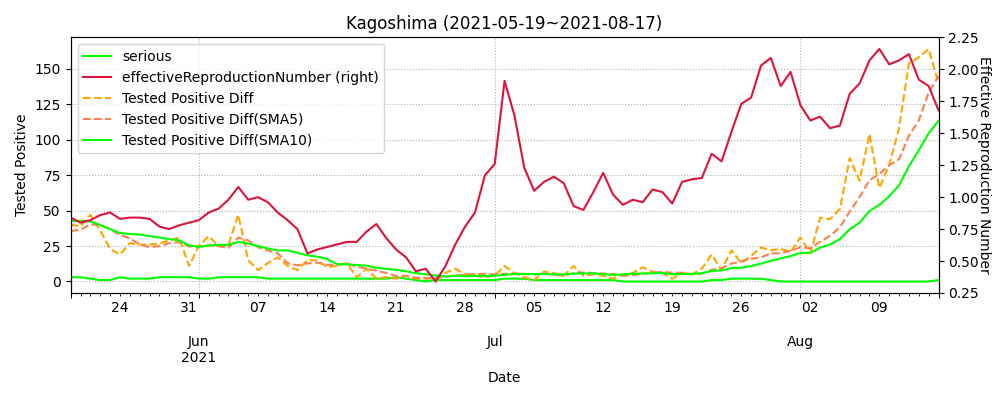 Kagoshima (2021-05-19~2021-08-17)
serious
effectiveReproductionNumber (right)
Tested Positive Diff
Tested Positive Diff(SMA5)
Tested Positive Diff(SMA10)
Tested Positive
150
125
100
75
50
25
0
2.25
2.00
1.75
1.50
1.25
1.00
0.75
0.50
0.25
Effective Reproduction Number
24 31 07 14 21 28 05 12 19 26 02 09
Jun Jul Aug
2021
Date